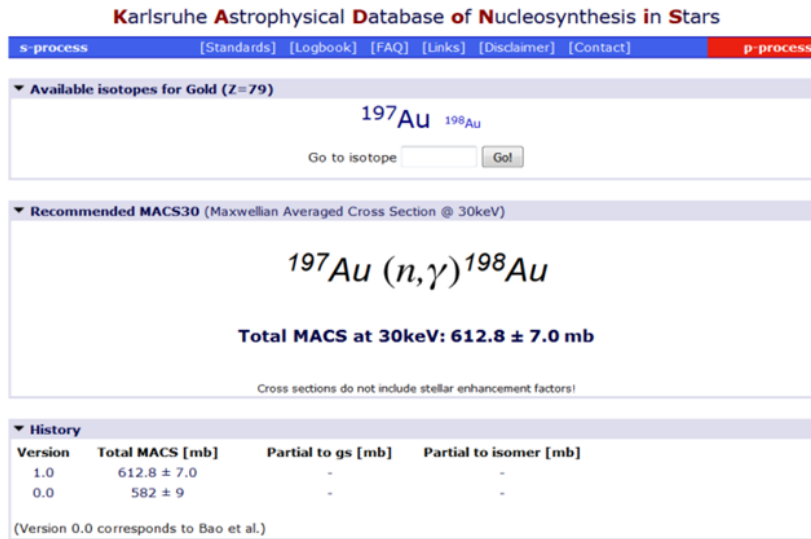 Karlsruhe Astrophysical Database of Nucleosynthesis in Stars
s-process [Standards] [Logbook] [FAQ] [Links] [Disclaimer] [Contact] p-process
▼ Available isotopes for Gold (Z=79)
¹⁹⁷Au ¹⁹⁸Au
Go to isotope Go!
▼ Recommended MACS30 (Maxwellian Averaged Cross Section @ 30keV)
¹⁹⁷Au (n,γ)¹⁹⁸Au
Total MACS at 30keV: 612.8 ± 7.0 mb
Cross sections do not include stellar enhancement factors!
▼ History
Version Total MACS [mb] Partial to gs [mb] Partial to isomer [mb]
1.0 612.8 ± 7.0 - -
0.0 582 ± 9 - -
(Version 0.0 corresponds to Bao et al.)